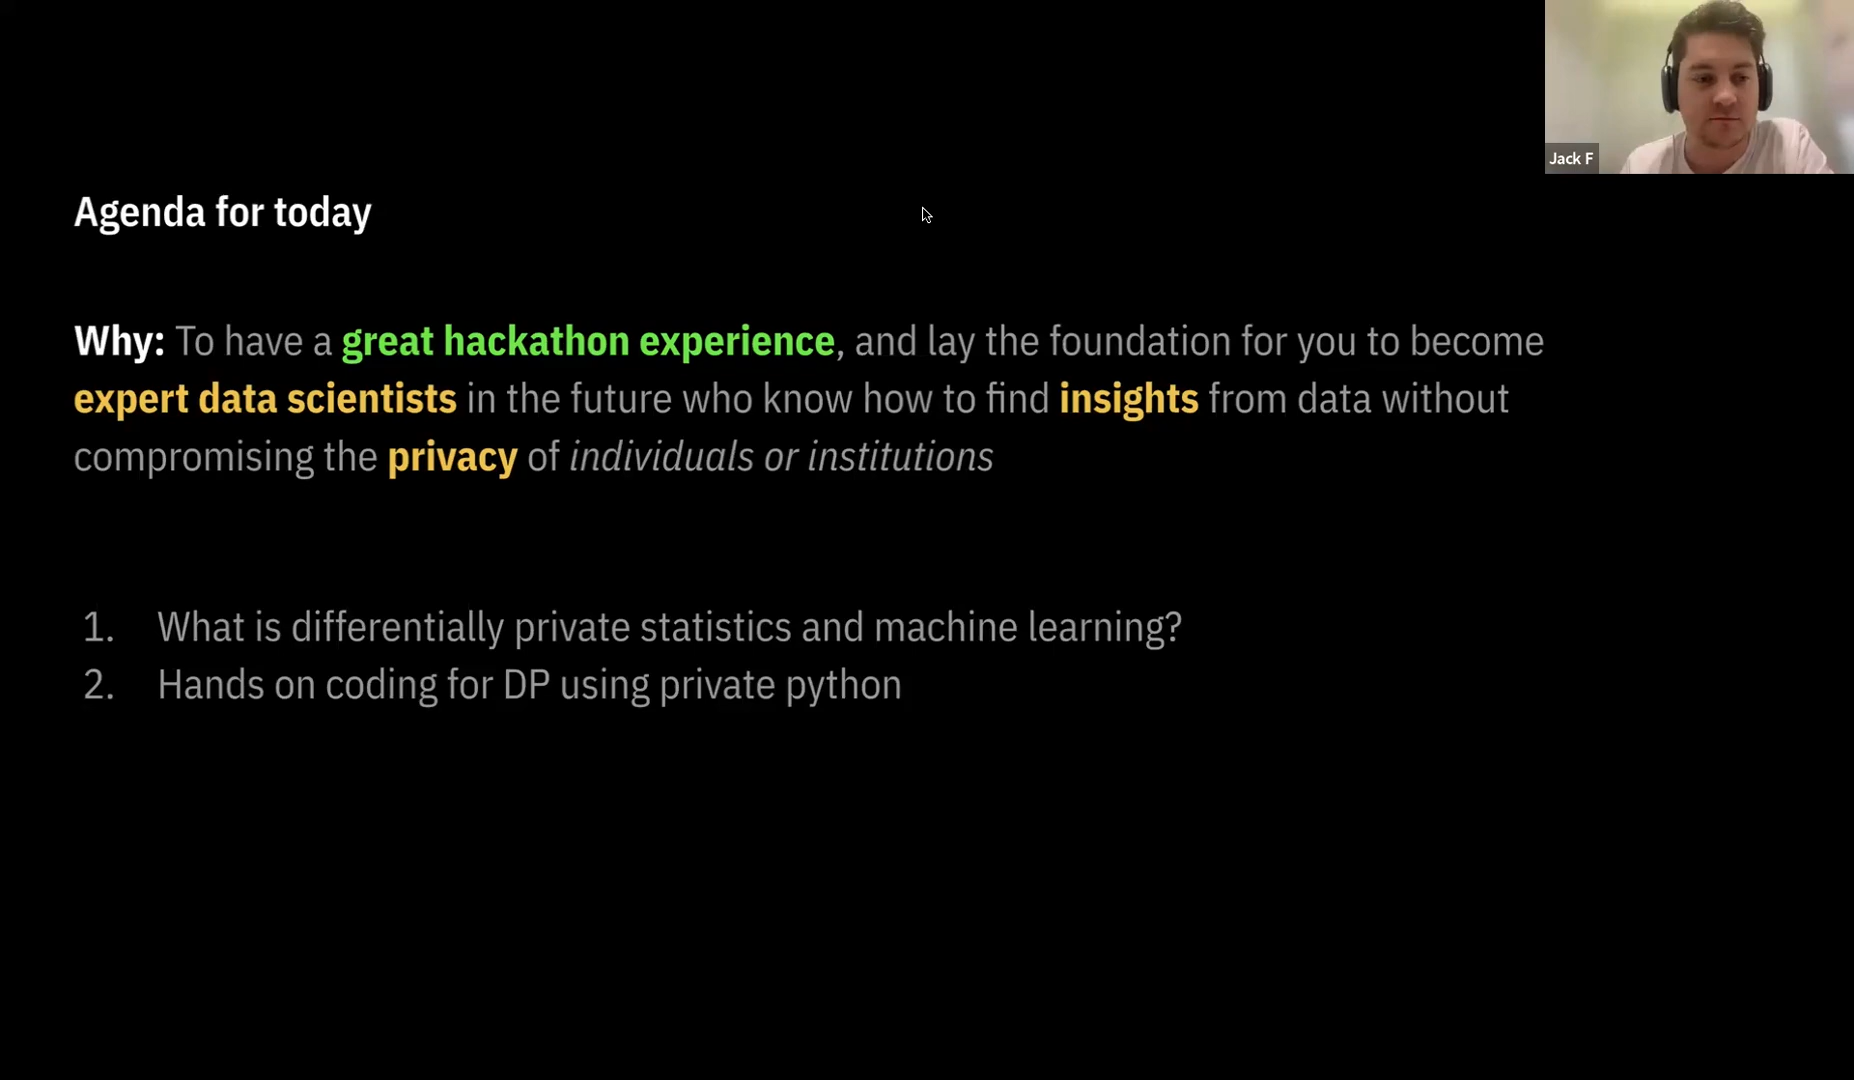 Jack F
Agenda for today
Why: To have a great hackathon experience, and lay the foundation for you to become
expert data scientists in the future who know how to find insights from data without
compromising the privacy of individuals or institutions
1. What is differentially private statistics and machine learning?
2. Hands on coding for DP using private python